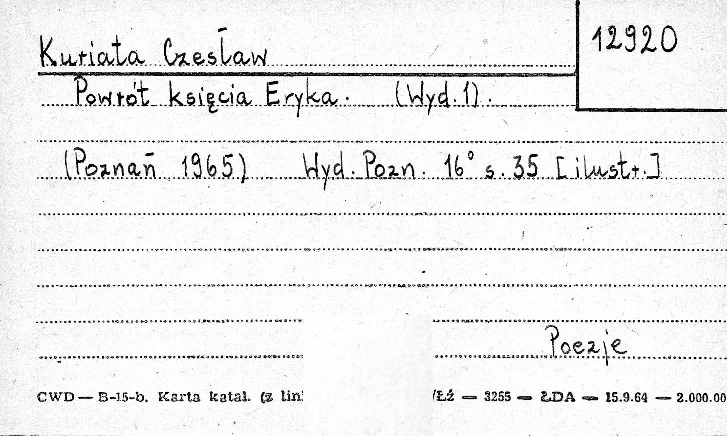 Kuriata Czesław
12920
Powrót księcia Eryka. (Wyd.1).
(Poznań 1965) Wyd. Pozn. 16° s. 35 [ilustr.]
Poezje
CWD — B-15-b. Karta katal. (z lini /Łź — 3255 — ŁDA — 15.9.64 — 2.000.00